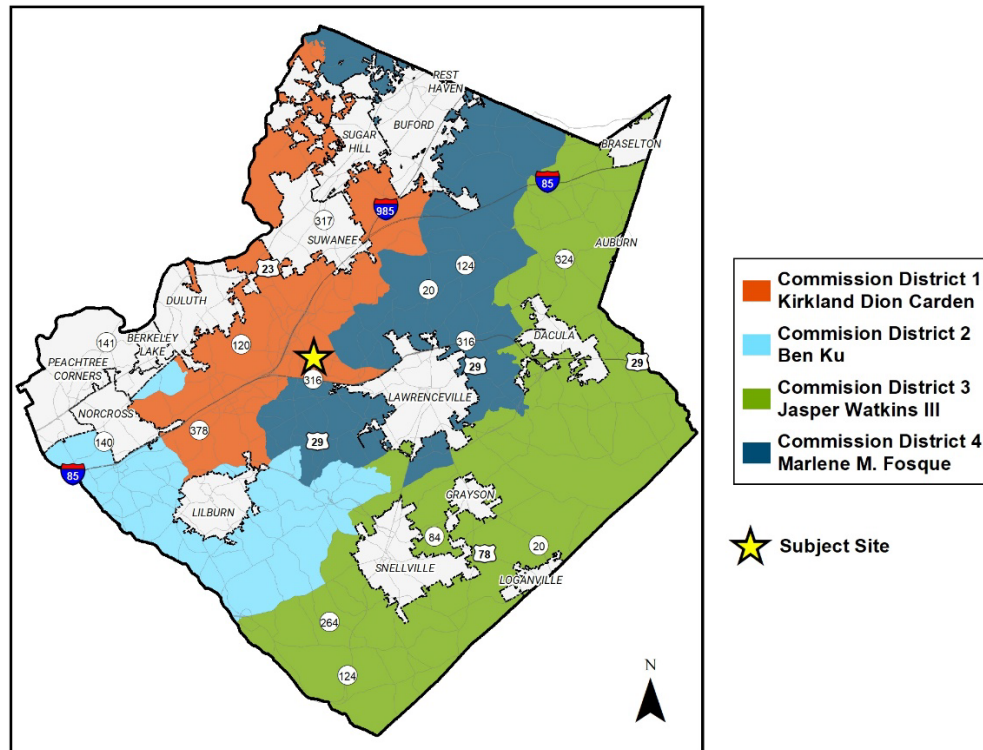 REST
HAVEN
BUFORD
SUGAR
HILL
BRASELTON
85
985
317
SUWANEE
AUBURN
324
23
124
20
DULUTH
141
BERKELEY
LAKE
PEACHTREE
CORNERS
120
316
DACULA
29
29
316
LAWRENCEVILLE
NORCROSS
378
140
29
85
LILBURN
GRAYSON
84
78
20
SNELLVILLE
LOGANVILLE
264
124
N
Commission District 1
Kirkland Dion Carden
Commision District 2
Ben Ku
Commision District 3
Jasper Watkins III
Commision District 4
Marlene M. Fosque
Subject Site